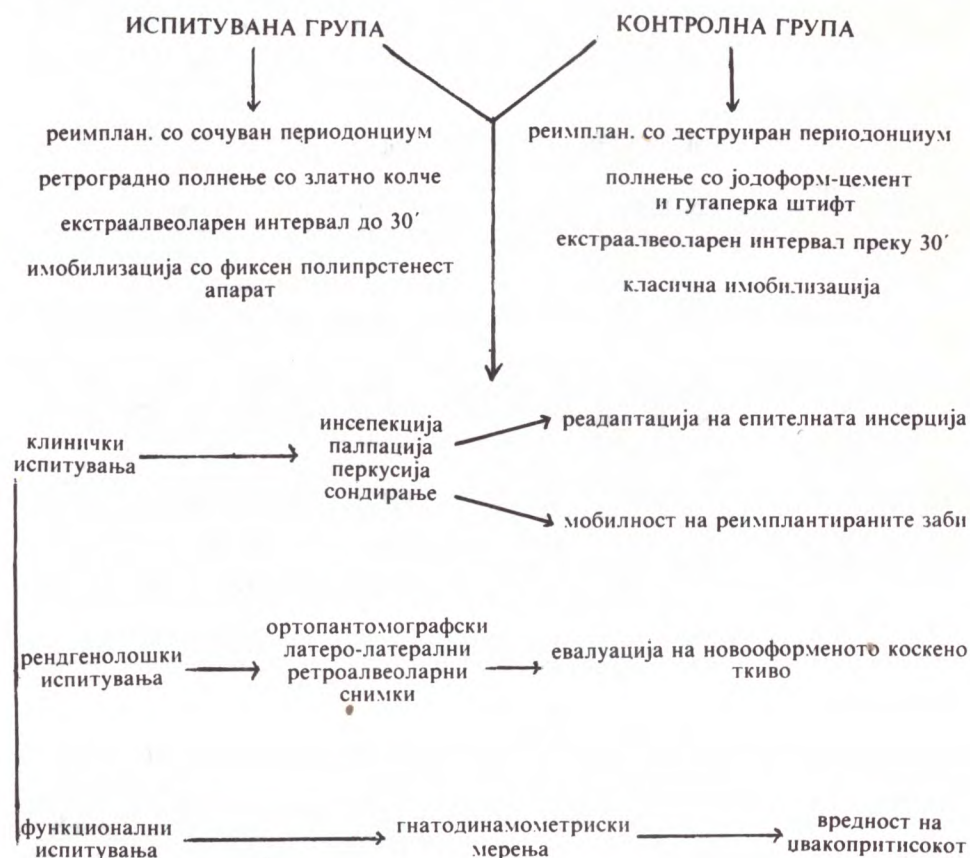 ИСПИТУВАНА ГРУПА
КОНТРОЛНА ГРУПА
реимплан. со сочуван периодонциум
ретроградно полнење со златно колче
екстраалвеоларен интервал до 30′
имобилизација со фиксен полипрстенест
апарат
реимплан. со деструиран периодонциум
полнење со јодоформ-цемент
и гутаперка штифт
екстраалвеоларен интервал преку 30′
класична имобилизација
клинички
испитувања
инсепекција
палпација
перкусија
сондирање
реадаптација на епителната инсерција
мобилност на реимплантираните заби
рендгенолошки
испитувања
ортопантомографски
латеро-латерални
ретроалвеоларни
снимки
евалуација на новооформеното коскено
ткиво
функционални
испитувања
гнатодинамометриски
мерења
вредност на
џвакопритисокот